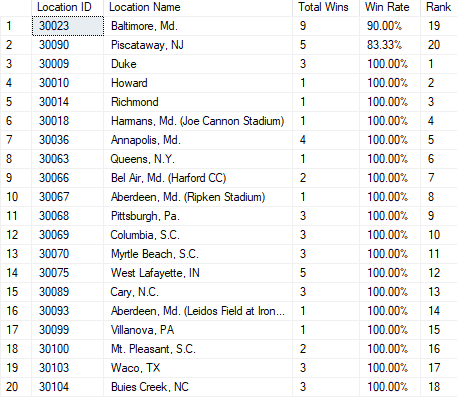 Location ID Location Name Total Wins Win Rate Rank
1 30023 Baltimore, Md. 9 90.00% 19
2 30090 Piscataway, NJ 5 83.33% 20
3 30009 Duke 3 100.00% 1
4 30010 Howard 1 100.00% 2
5 30014 Richmond 1 100.00% 3
6 30018 Harmans, Md. (Joe Cannon Stadium) 1 100.00% 4
7 30036 Annapolis, Md. 4 100.00% 5
8 30063 Queens, N.Y. 1 100.00% 6
9 30066 Bel Air, Md. (Harford CC) 2 100.00% 7
10 30067 Aberdeen, Md. (Ripken Stadium) 1 100.00% 8
11 30068 Pittsburgh, Pa. 3 100.00% 9
12 30069 Columbia, S.C. 3 100.00% 10
13 30070 Myrtle Beach, S.C. 3 100.00% 11
14 30075 West Lafayette, IN 5 100.00% 12
15 30089 Cary, N.C. 3 100.00% 13
16 30093 Aberdeen, Md. (Leidos Field at Iron... 1 100.00% 14
17 30099 Villanova, PA 1 100.00% 15
18 30100 Mt. Pleasant, S.C. 2 100.00% 16
19 30103 Waco, TX 3 100.00% 17
20 30104 Buies Creek, NC 3 100.00% 18